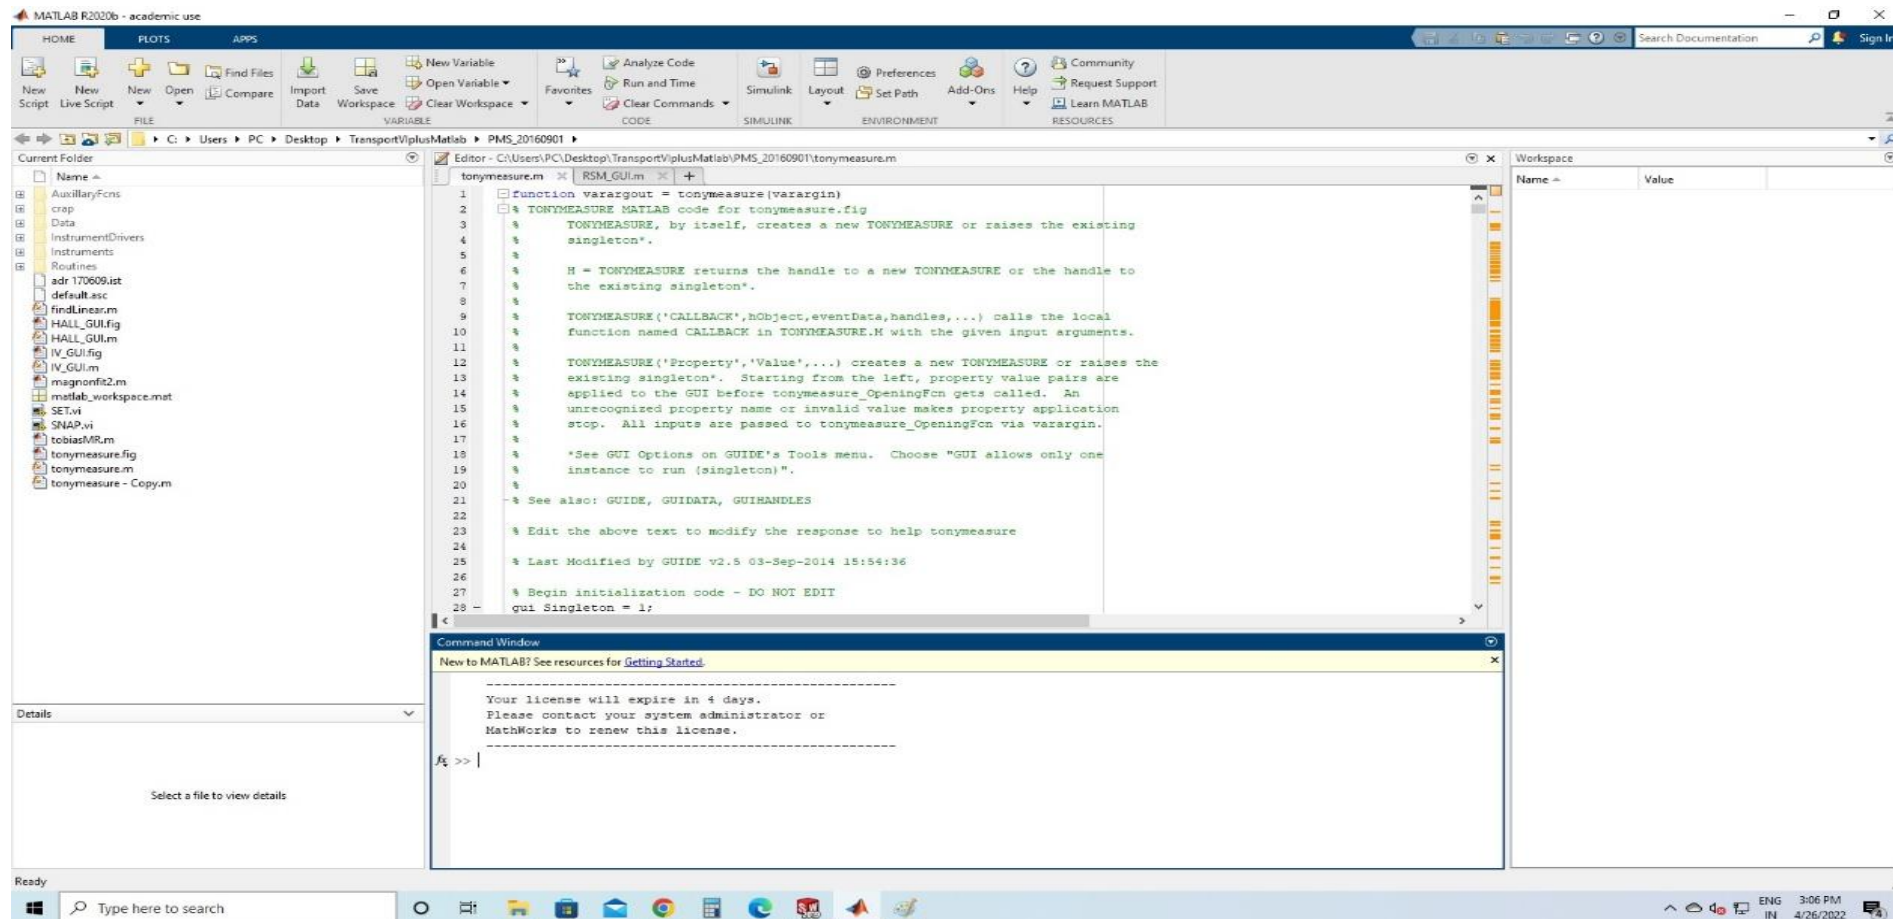 MATLAB R2020b - academic use
HOME PLOTS APPS
Search Documentation Sign In
New Script
New Live Script
New
Open
Find Files
Compare
FILE
Import Data
Save Workspace
New Variable
Open Variable
Clear Workspace
VARIABLE
Favorites
Analyze Code
Run and Time
Clear Commands
CODE
Simulink
SIMULINK
Layout
Preferences
Set Path
Add-Ons
ENVIRONMENT
Help
Community
Request Support
Learn MATLAB
RESOURCES
C: Users PC Desktop TransportViplusMatlab PMS_20160901
Current Folder
Name
AuxillaryFcns
crap
Data
InstrumentDrivers
Instruments
Routines
adr 170609.ist
default.asc
findLinear.m
HALL_GUI.fig
HALL_GUI.m
IV_GUI.fig
IV_GUI.m
magnonfit2.m
matlab_workspace.mat
SET.vi
SNAP.vi
tobiasMR.m
tonymeasure.fig
tonymeasure.m
tonymeasure - Copy.m
Details
Select a file to view details
Editor - C:\Users\PC\Desktop\TransportViplusMatlab\PMS_20160901\tonymeasure.m
tonymeasure.m RSM_GUI.m +
1 function varargout = tonymeasure(varargin)
2 % TONYMEASURE MATLAB code for tonymeasure.fig
3 % TONYMEASURE, by itself, creates a new TONYMEASURE or raises the existing
4 % singleton*.
5 %
6 % H = TONYMEASURE returns the handle to a new TONYMEASURE or the handle to
7 % the existing singleton*.
8 %
9 % TONYMEASURE('CALLBACK',hObject,eventData,handles,...) calls the local
10 % function named CALLBACK in TONYMEASURE.M with the given input arguments.
11 %
12 % TONYMEASURE('Property','Value',...) creates a new TONYMEASURE or raises the
13 % existing singleton*. Starting from the left, property value pairs are
14 % applied to the GUI before tonymeasure_OpeningFcn gets called. An
15 % unrecognized property name or invalid value makes property application
16 % stop. All inputs are passed to tonymeasure_OpeningFcn via varargin.
17 %
18 % *See GUI Options on GUIDE's Tools menu. Choose "GUI allows only one
19 % instance to run (singleton)".
20 %
21 % See also: GUIDE, GUIDATA, GUIHANDLES
22
23 % Edit the above text to modify the response to help tonymeasure
24
25 % Last Modified by GUIDE v2.5 03-Sep-2014 15:54:36
26
27 % Begin initialization code - DO NOT EDIT
28 - gui_Singleton = 1;
Command Window
New to MATLAB? See resources for Getting Started.
----------------------------------------------------
Your license will expire in 4 days.
Please contact your system administrator or
MathWorks to renew this license.
----------------------------------------------------
fx >>
Workspace
Name Value
Ready
Type here to search
ENG 3:06 PM
IN 4/26/2022